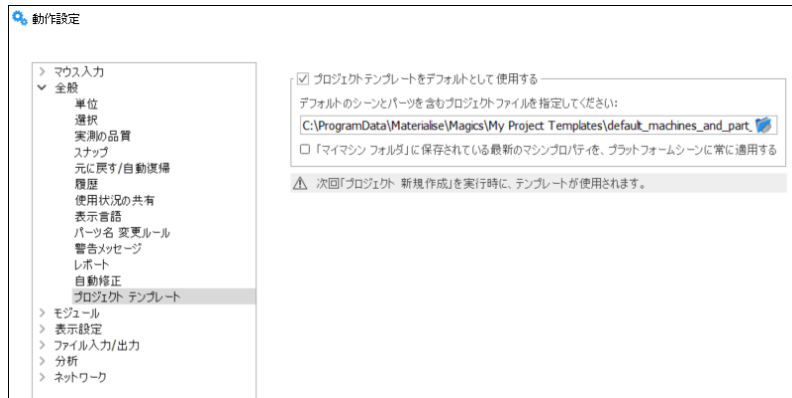 動作設定
マウス入力
全般
単位
選択
実測の品質
スナップ
元に戻す/自動復帰
履歴
使用状況の共有
表示言語
パーツ名 変更ルール
警告メッセージ
レポート
自動修正
プロジェクト テンプレート
モジュール
表示設定
ファイル入力/出力
分析
ネットワーク
プロジェクトテンプレートをデフォルトとして使用する
デフォルトのシーンとパーツを含むプロジェクトファイルを指定してください:
C:\ProgramData\Materialise\Magics\My Project Templates\default_machines_and_part_
「マイマシン フォルダ」に保存されている最新のマシンプロパティを、プラットフォームシーンに常に適用する
次回「プロジェクト 新規作成」を実行時に、テンプレートが使用されます。